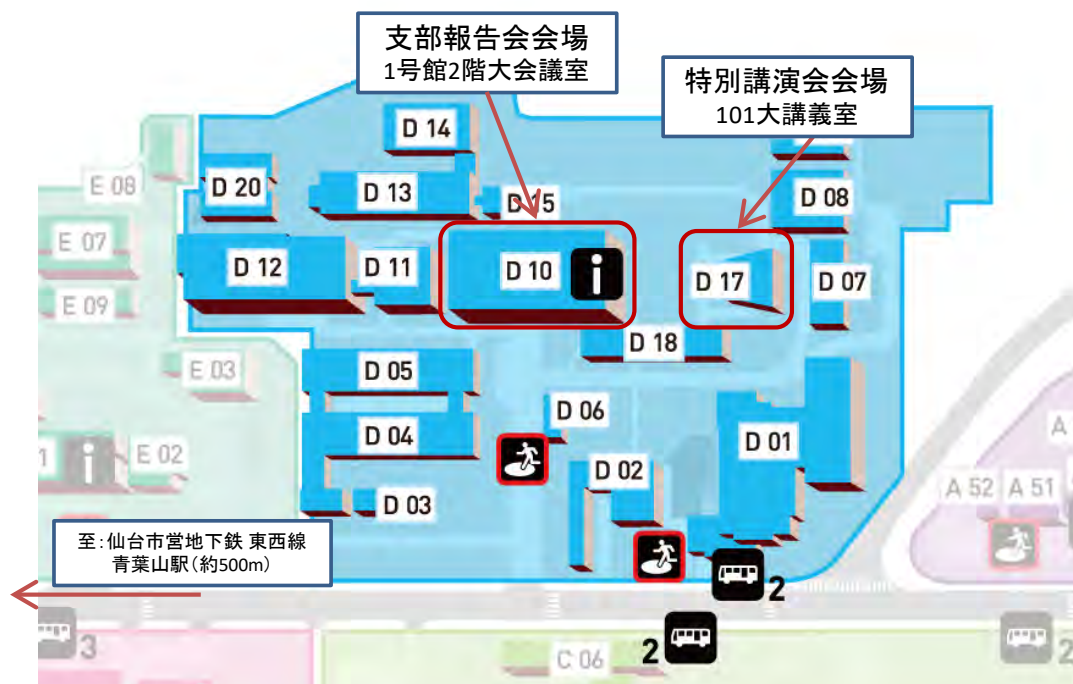 支部報告会会場
1号館2階大会議室
特別講演会会場
101大講義室
D 14
E 08
D 20
D 13
D 15
D 08
E 07
D 12
D 11
D 10
i
D 17
D 07
E 09
D 18
E 03
D 05
D 06
D 04
D 01
A
1
i
E 02
D 02
D 03
A 52
A 51
至:仙台市営地下鉄 東西線
青葉山駅(約500m)
2
3
2
C 06
2